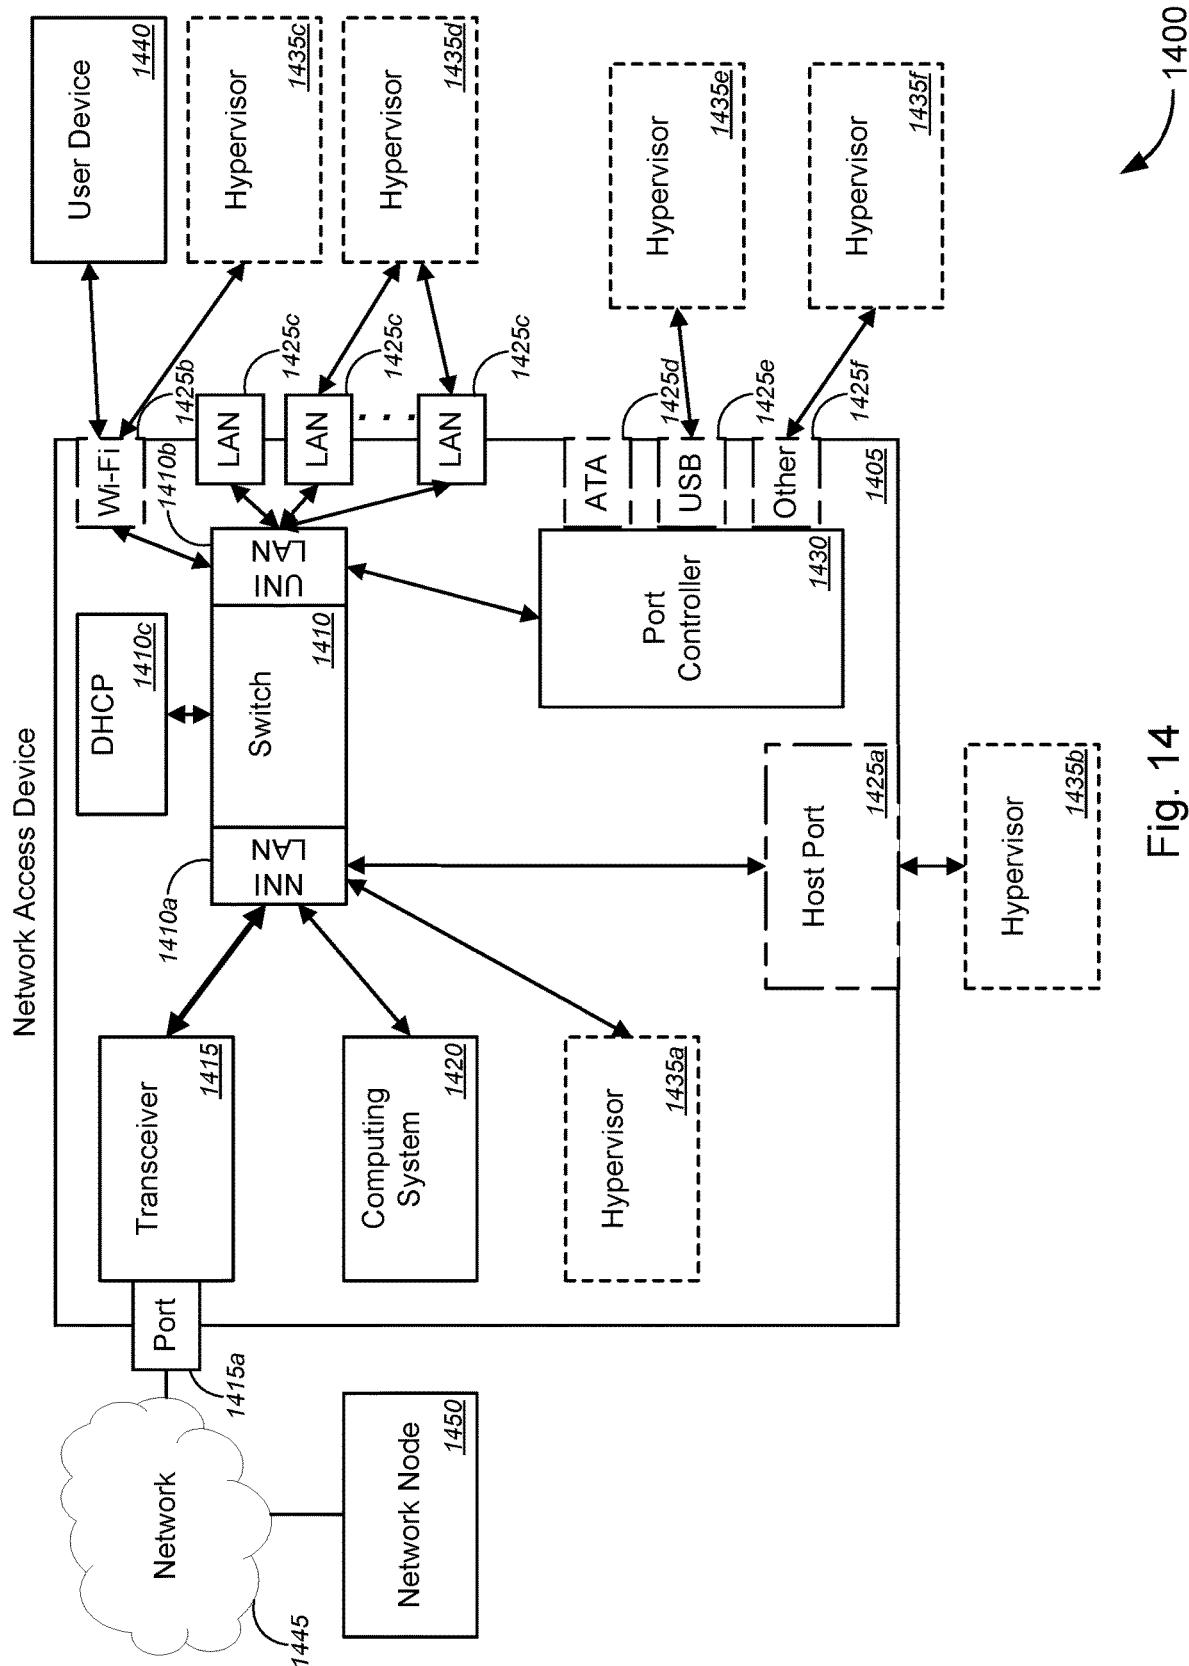 Network Access Device
Network
1445
Network Node
1450
Port
1415a
Transceiver
1415
Computing
System
1420
Hypervisor
1435a
1410a
NNI
LAN
Switch
1410
UNI
LAN
1410b
DHCP
1410c
Host Port
1425a
Hypervisor
1435b
Port
Controller
1430
1405
Wi-Fi
1425b
LAN
1425c
LAN
1425c
. . .
LAN
1425c
ATA
1425d
USB
1425e
Other
1425f
User Device
1440
Hypervisor
1435c
Hypervisor
1435d
Hypervisor
1435e
Hypervisor
1435f
1400
Fig. 14